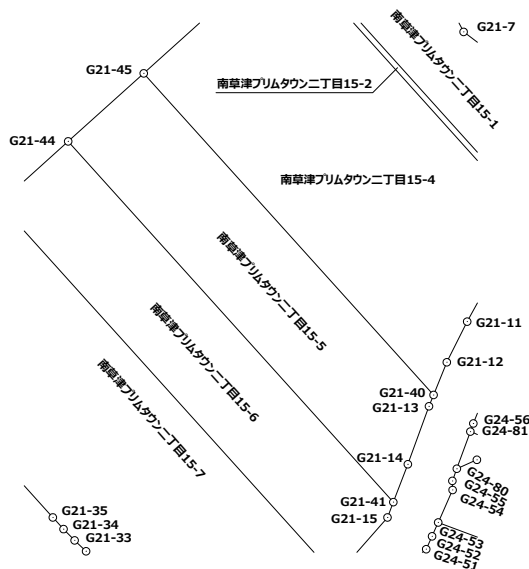 G21-7
南草津プリムタウン二丁目15-1
G21-45
南草津プリムタウン二丁目15-2
G21-44
南草津プリムタウン二丁目15-4
南草津プリムタウン二丁目15-5
南草津プリムタウン二丁目15-6
南草津プリムタウン二丁目15-7
G21-11
G21-12
G21-40
G21-13
G24-56
G24-81
G21-14
G24-80
G24-55
G24-54
G21-41
G21-15
G21-35
G21-34
G21-33
G24-53
G24-52
G24-51